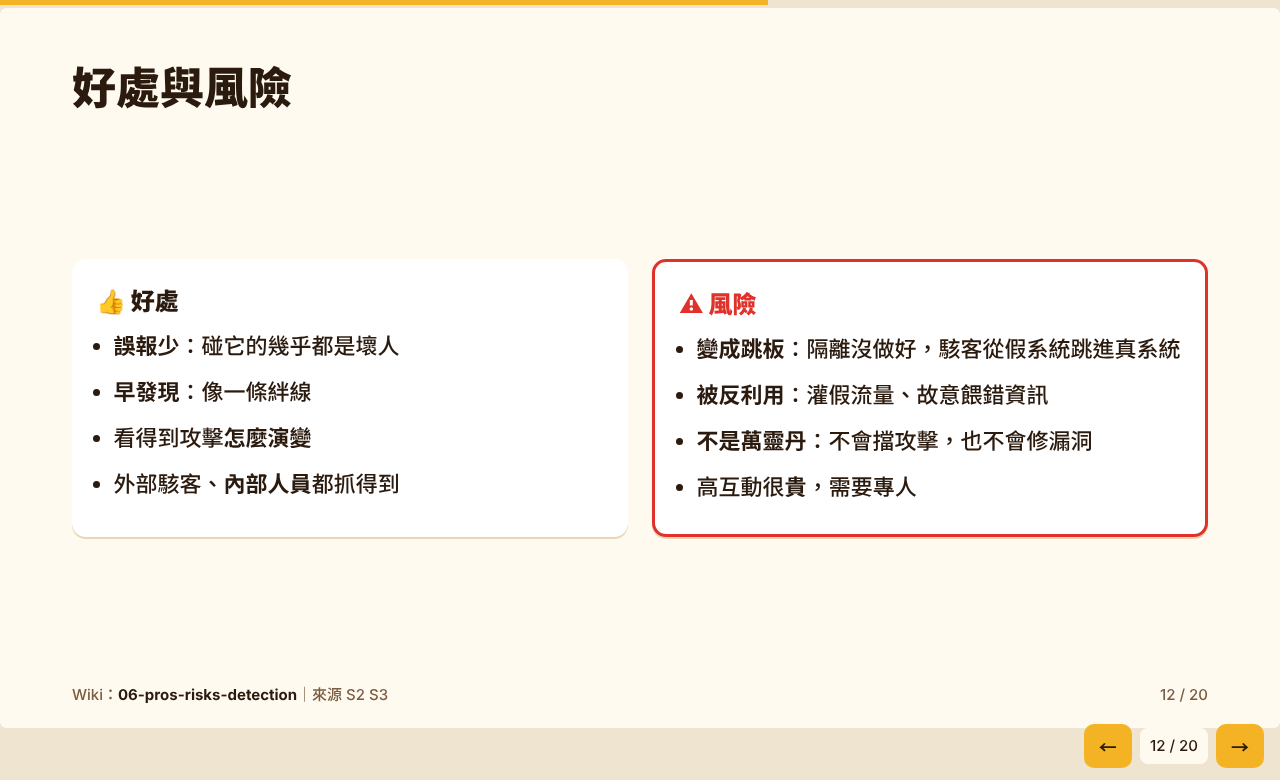 好處與風險
👍 好處
• 誤報少：碰它的幾乎都是壞人
• 早發現：像一條絆線
• 看得到攻擊怎麼演變
• 外部駭客、內部人員都抓得到
⚠ 風險
• 變成跳板：隔離沒做好，駭客從假系統跳進真系統
• 被反利用：灌假流量、故意餵錯資訊
• 不是萬靈丹：不會擋攻擊，也不會修漏洞
• 高互動很貴，需要專人
Wiki：06-pros-risks-detection｜來源 S2 S3
12 / 20
← 12 / 20 →